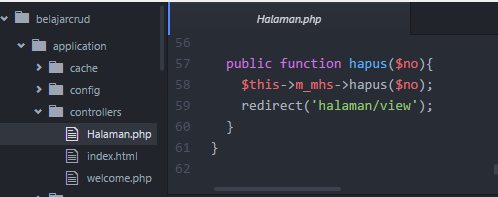 belajarcrud
application
cache
config
controllers
Halaman.php
index.html
welcome.php
Halaman.php
56
57 public function hapus($no){
58 $this->m_mhs->hapus($no);
59 redirect('halaman/view');
60 }
61 }
62